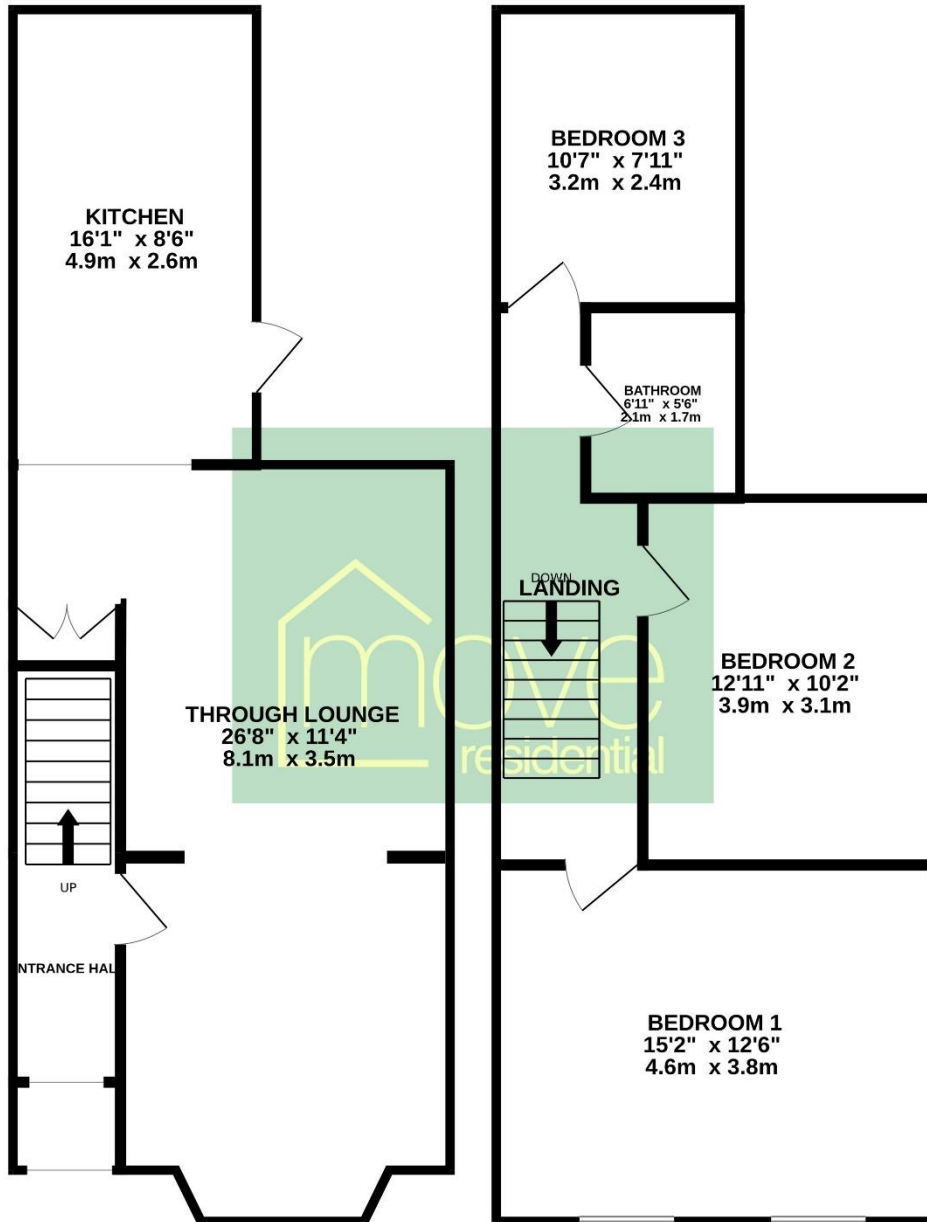 KITCHEN
16'1" x 8'6"
4.9m x 2.6m
THROUGH LOUNGE
26'8" x 11'4"
8.1m x 3.5m
UP
NTRANCE HAL
BEDROOM 3
10'7" x 7'11"
3.2m x 2.4m
BATHROOM
6'11" x 5'6"
2.1m x 1.7m
DOWN
LANDING
BEDROOM 2
12'11" x 10'2"
3.9m x 3.1m
BEDROOM 1
15'2" x 12'6"
4.6m x 3.8m
move
residential